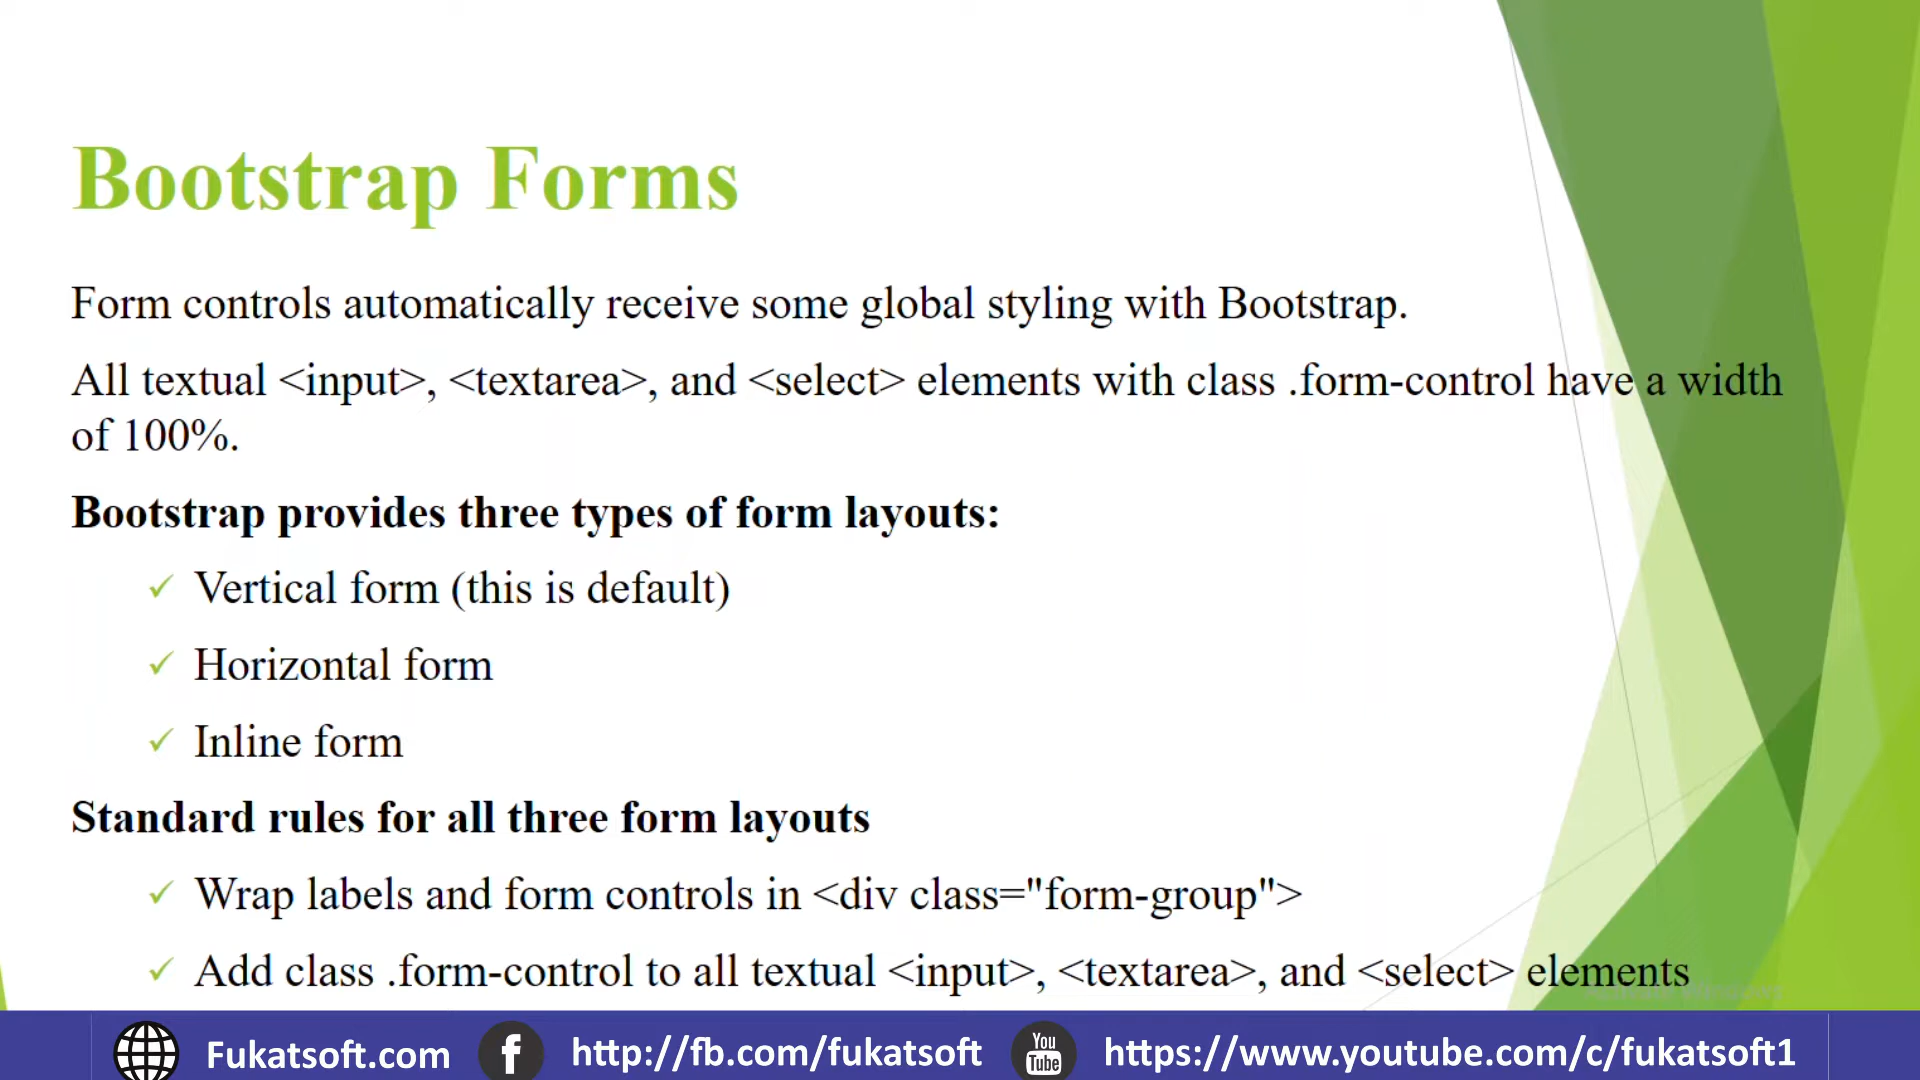 Bootstrap Forms
Form controls automatically receive some global styling with Bootstrap.
All textual <input>, <textarea>, and <select> elements with class .form-control have a width
of 100%.
Bootstrap provides three types of form layouts:
✓ Vertical form (this is default)
✓ Horizontal form
✓ Inline form
Standard rules for all three form layouts
✓ Wrap labels and form controls in <div class="form-group">
✓ Add class .form-control to all textual <input>, <textarea>, and <select> elements
Fukatsoft.com f http://fb.com/fukatsoft You Tube https://www.youtube.com/c/fukatsoft1